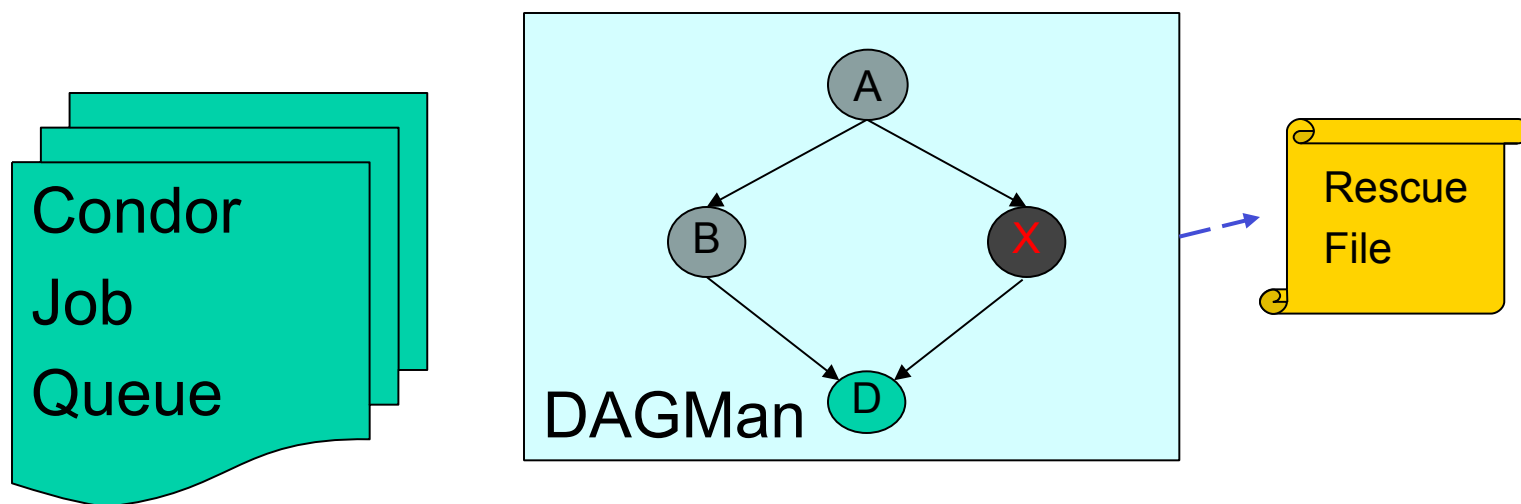 Condor
Job
Queue
A
B
X
D
DAGMan
Rescue
File